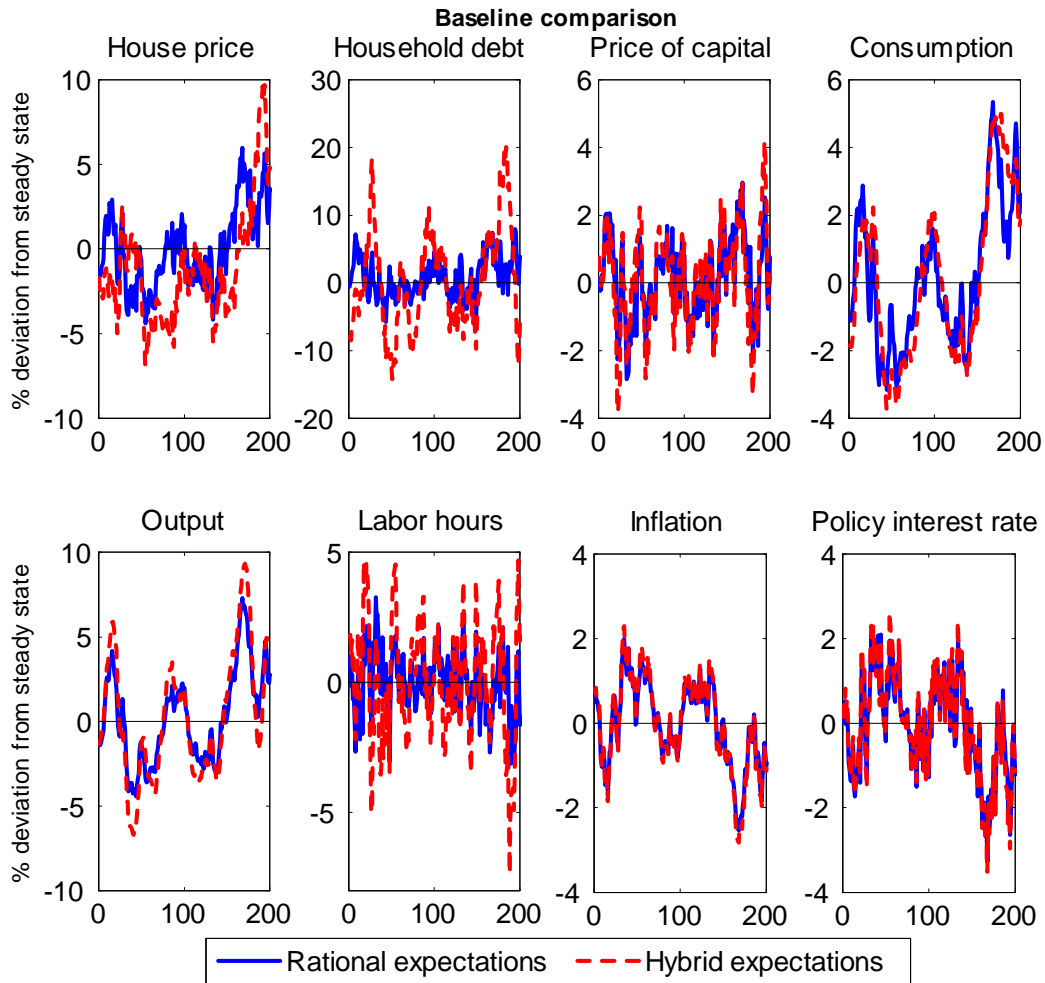 Baseline comparison
House price
Household debt
Price of capital
Consumption
% deviation from steady state
10
5
0
-5
-10
0 100 200
30
20
10
0
-10
-20
0 100 200
6
4
2
0
-2
-4
0 100 200
6
4
2
0
-2
-4
0 100 200
Output
Labor hours
Inflation
Policy interest rate
% deviation from steady state
10
5
0
-5
-10
0 100 200
5
0
-5
0 100 200
4
2
0
-2
-4
0 100 200
4
2
0
-2
-4
0 100 200
Rational expectations
Hybrid expectations